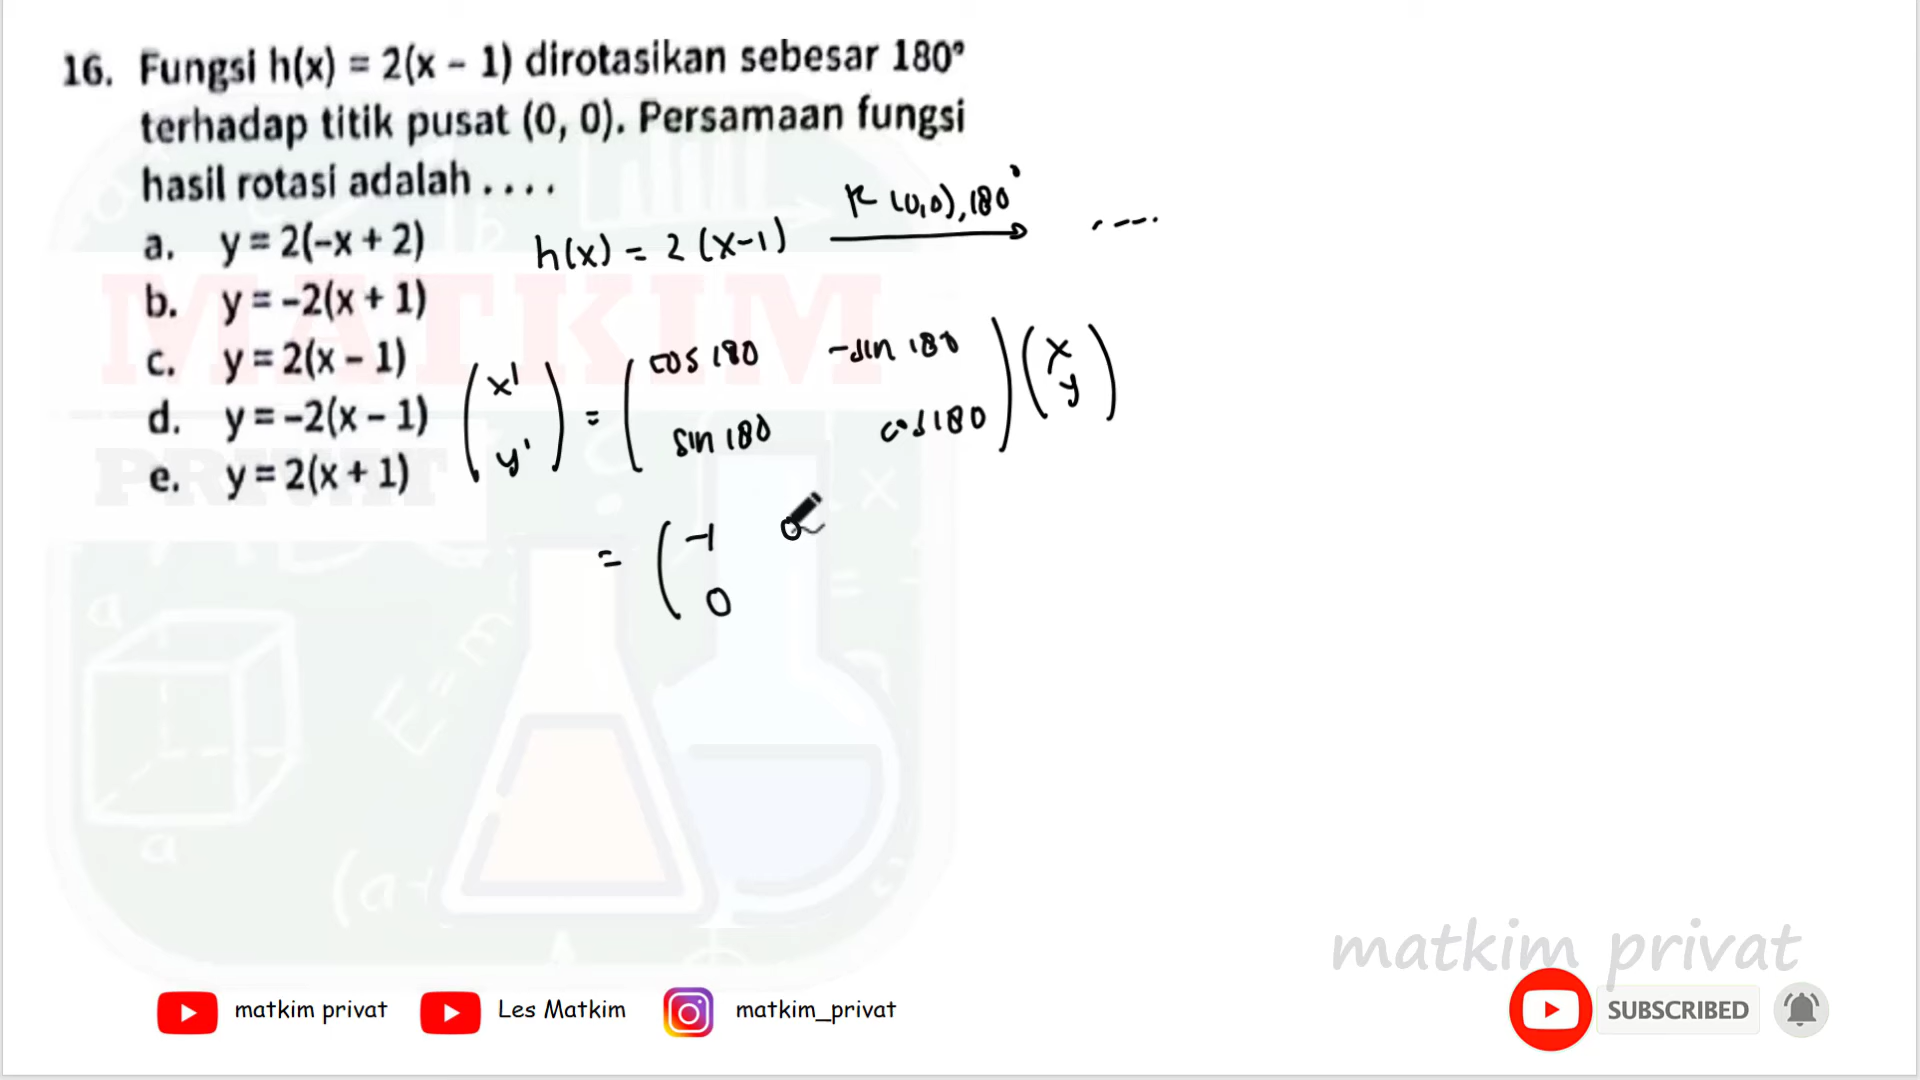 16. Fungsi h(x) = 2(x – 1) dirotasikan sebesar 180°
terhadap titik pusat (0, 0). Persamaan fungsi
hasil rotasi adalah . . . .
a. y = 2(–x + 2)
b. y = –2(x + 1)
c. y = 2(x – 1)
d. y = –2(x – 1)
e. y = 2(x + 1)
h(x) = 2 (x-1) R (0,0), 180° ....
(x' y') = (cos 180 -sin 180 sin 180 cos 180) (x y)
= ( -1 0
0
MATKIM
PRIVAT
a
a
E=m
(a+
b
x
matkim privat
matkim privat
Les Matkim
matkim_privat
SUBSCRIBED